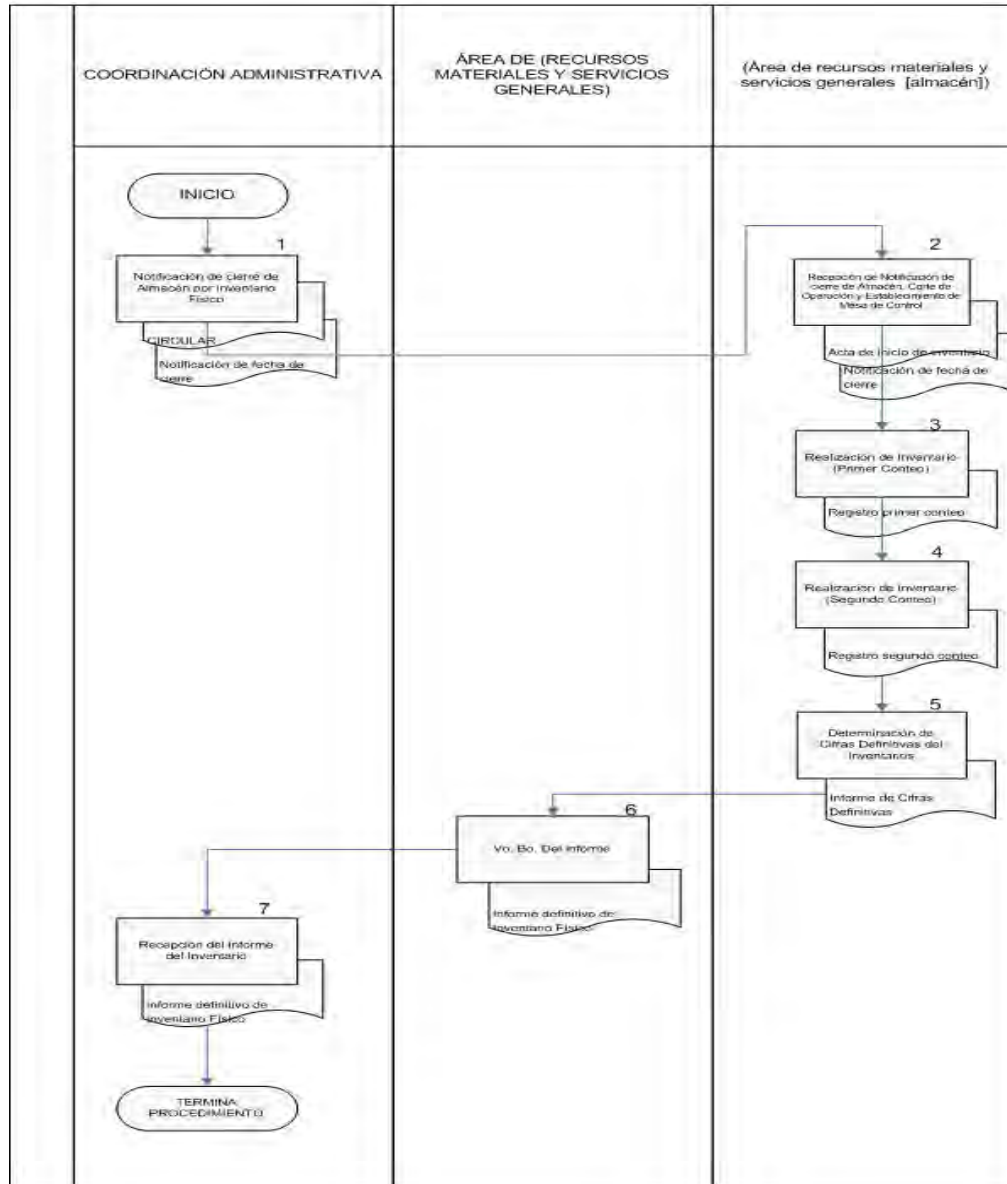 COORDINACIÓN ADMINISTRATIVA
ÁREA DE (RECURSOS
MATERIALES Y SERVICIOS
GENERALES)
(Área de recursos materiales y
servicios generales [almacén])
INICIO
1
Notificación de cierre de
Almacén por Inventario
Físico
CIRCULAR
Notificación de fecha de
cierre
2
Recepción de Notificación de
cierre de Almacén, Corte de
Operación y Establecimiento de
Mesa de Control
Acta de inicio de inventario
Notificación de fecha de
cierre
3
Realización de Inventario
(Primer Conteo)
Registro primer conteo
4
Realización de Inventario
(Segundo Conteo)
Registro segundo conteo
5
Determinación de
Cifras Definitivas del
Inventarios
Informe de Cifras
Definitivas
6
Vo. Bo. Del informe
Informe definitivo de
inventario Físico
7
Recepción del informe
del Inventario
Informe definitivo de
inventario Físico
TERMINA
PROCEDIMIENTO